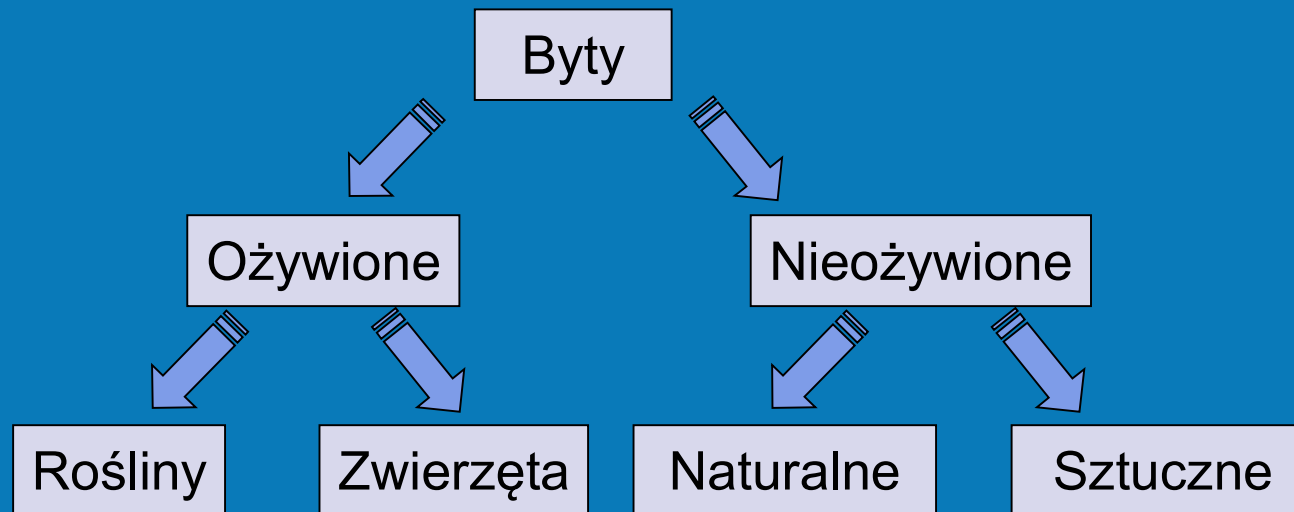 Byty
Ożywione
Nieożywione
Rośliny
Zwierzęta
Naturalne
Sztuczne